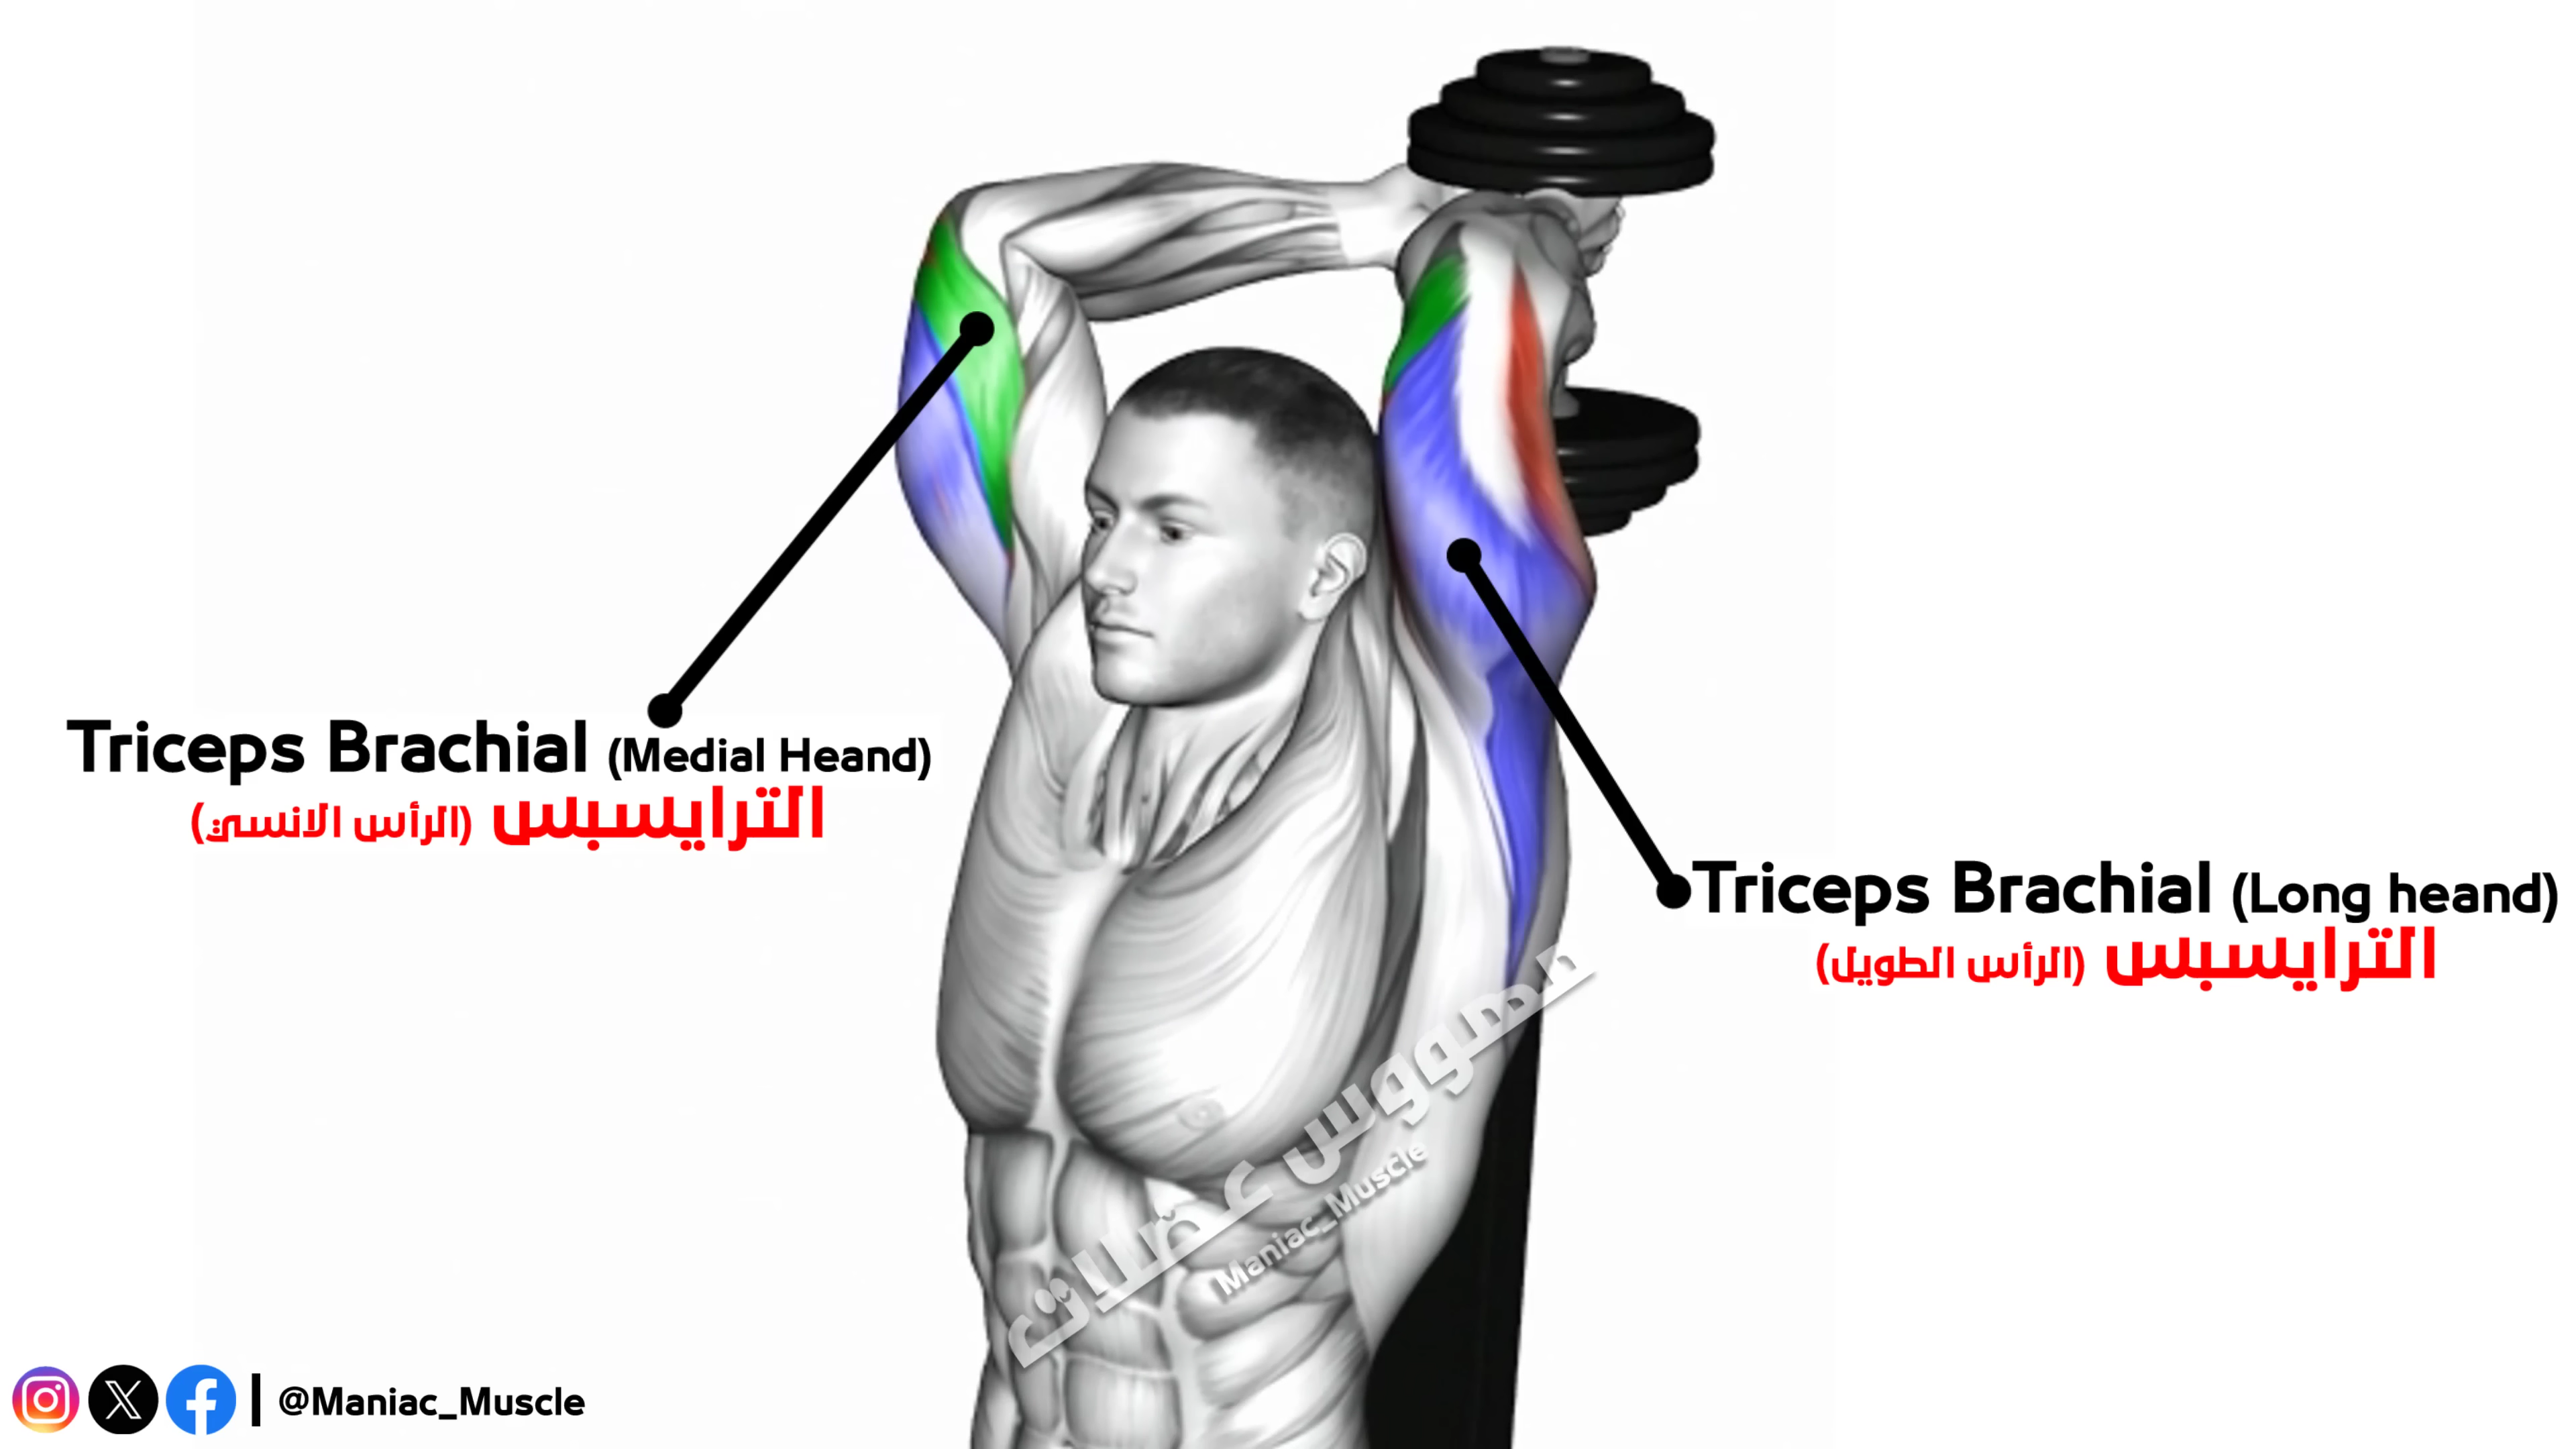 Triceps Brachial (Medial Heand)
الترايسبس (الرأس الانسي)
Triceps Brachial (Long heand)
الترايسبس (الرأس الطويل)
مهووس عضلات
Maniac_Muscle
@Maniac_Muscle